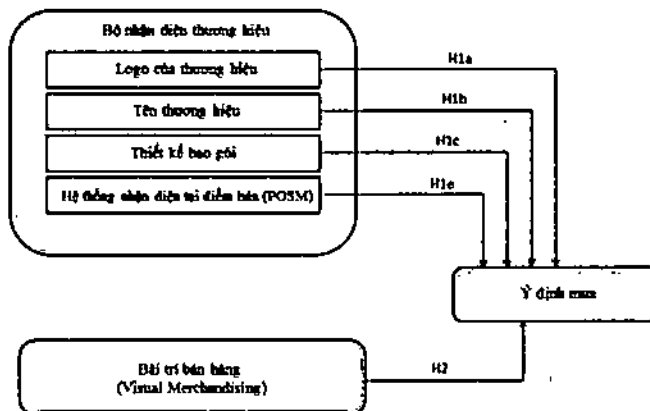 Bộ nhận diện thương hiệu
Logo của thương hiệu
H1a
Tên thương hiệu
H1b
Thiết kế bao gói
H1c
Hệ thống nhận diện tại điểm bán (POSM)
H1e
Ý định mua
Bài trí bán hàng
(Visual Merchandising)
H2